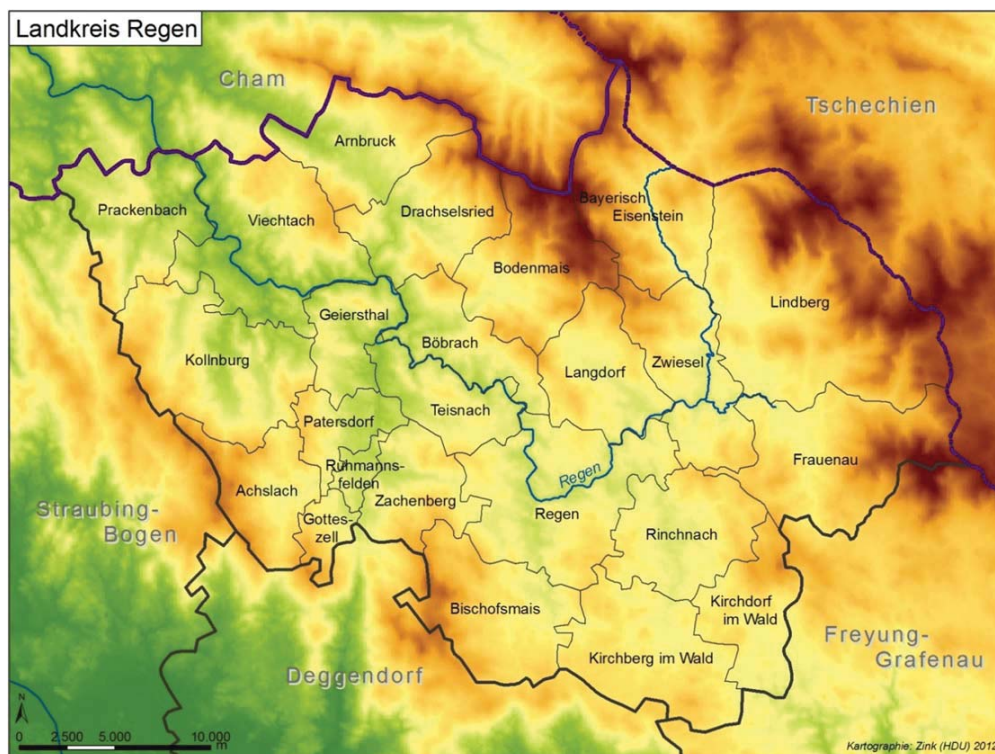 Landkreis Regen
Cham
Tschechien
Arnbruck
Prackenbach
Viechtach
Drachselsried
Bayerisch
Eisenstein
Bodenmais
Lindberg
Geiersthal
Böbrach
Kollnburg
Langdorf
Zwiesel
Patersdorf
Teisnach
Frauenau
Ruhmanns-
felden
Achslach
Zachenberg
Regen
Straubing-
Bogen
Gottes-
zell
Regen
Rinchnach
Bischofsmais
Kirchdorf
im Wald
Kirchberg im Wald
Freyung-
Grafenau
Deggendorf
N
0 2.500 5.000 10.000
m
Kartographie: Zink (HDU) 2012